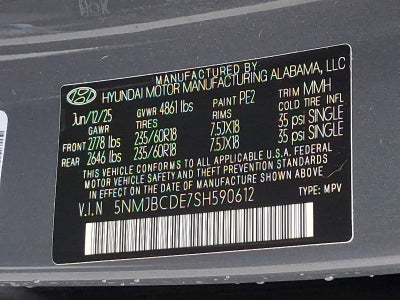 MANUFACTURED BY
HYUNDAI MOTOR MANUFACTURING ALABAMA, LLC
Jun/12/25 GVWR 4861 lbs PAINT PE2 TRIM MMH
GAWR TIRES RIMS COLD TIRE INFL
FRONT 2778 lbs 235/60R18 7.5JX18 35 psi SINGLE
REAR 2646 lbs 235/60R18 7.5JX18 35 psi SINGLE
THIS VEHICLE CONFORMS TO ALL APPLICABLE U.S.A. FEDERAL
MOTOR VEHICLE SAFETY AND THEFT PREVENTION STANDARDS IN EFFECT ON
THE DATE OF MANUFACTURE SHOWN ABOVE.
V.I.N 5NMJBCDE7SH590612 TYPE: MPV